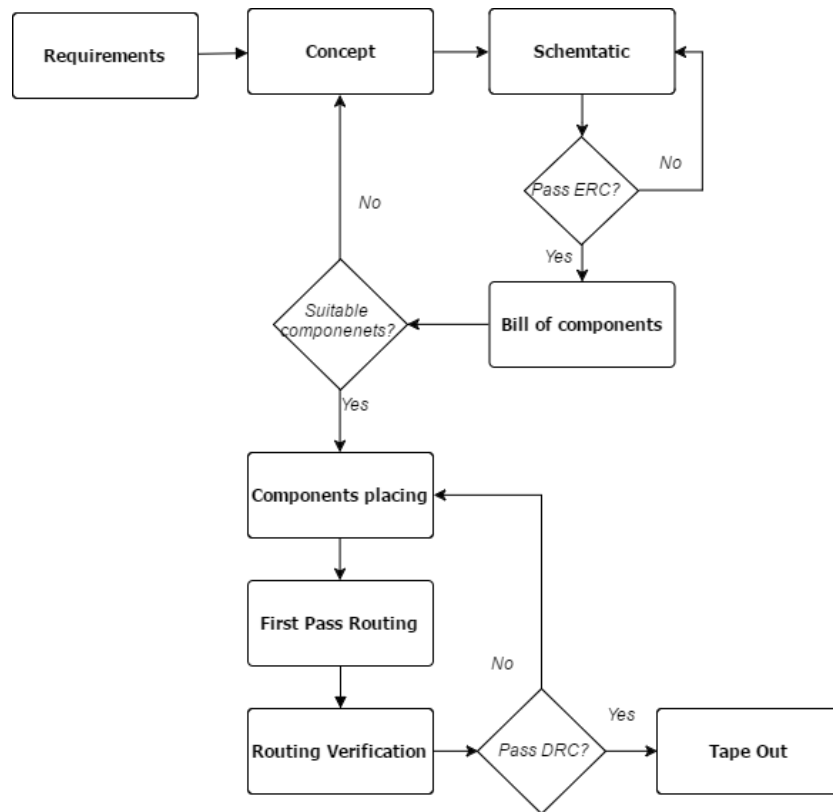 Requirements
Concept
Schemtatic
Pass ERC?
No
Yes
Bill of components
Suitable
componenets?
No
Yes
Components placing
First Pass Routing
Routing Verification
Pass DRC?
No
Yes
Tape Out